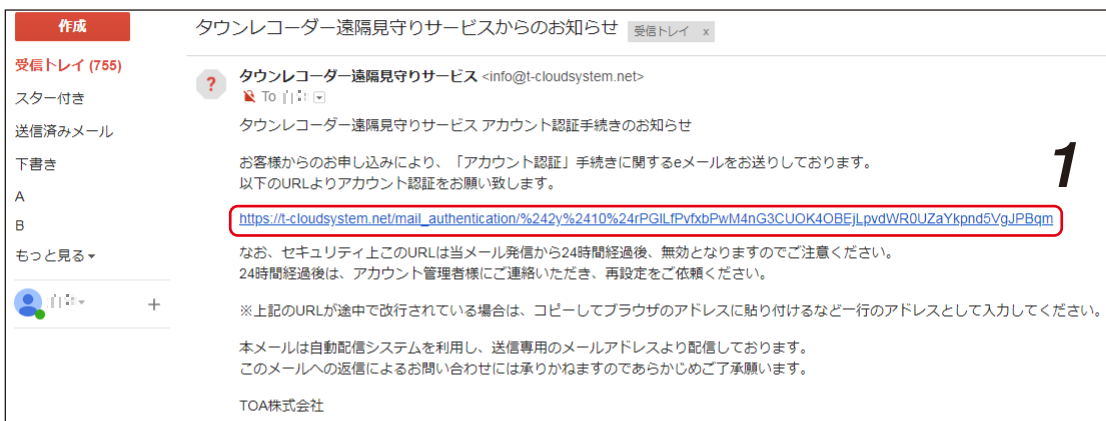 作成
受信トレイ (755)
スター付き
送信済みメール
下書き
A
B
もっと見る
+
タウンレコーダー遠隔見守りサービスからのお知らせ 受信トレイ x
? タウンレコーダー遠隔見守りサービス <info@t-cloudsystem.net>
To
タウンレコーダー遠隔見守りサービス アカウント認証手続きのお知らせ
お客様からのお申し込みにより、「アカウント認証」手続きに関するeメールをお送りしております。
以下のURLよりアカウント認証をお願い致します。
1
https://t-cloudsystem.net/mail_authentication/%242y%2410%24rPGILfPvfxbPwM4nG3CUOK4OBEjLpvdWR0UZaYkpnd5VgJPBqm
なお、セキュリティ上このURLは当メール発信から24時間経過後、無効となりますのでご注意ください。
24時間経過後は、アカウント管理者様にご連絡いただき、再設定をご依頼ください。
※上記のURLが途中で改行されている場合は、コピーしてブラウザのアドレスに貼り付けるなど一行のアドレスとして入力してください。
本メールは自動配信システムを利用し、送信専用のメールアドレスより配信しております。
このメールへの返信によるお問い合わせには承りかねますのであらかじめご了承願います。
TOA株式会社